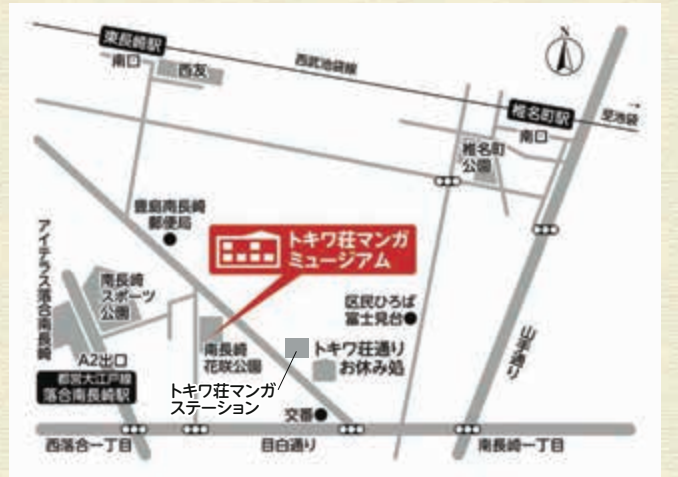 東長崎駅
南口
西友
西武池袋線
N
椎名町駅
→
至池袋
南口
椎名町
公園
豊島南長崎
郵便局
トキワ荘マンガ
ミュージアム
アイテラス落合南長崎
南長崎
スポーツ
公園
区民ひろば
富士見台
山手通り
A2出口
都営大江戸線
落合南長崎駅
南長崎
花咲公園
トキワ荘通り
お休み処
トキワ荘マンガ
ステーション
交番
西落合一丁目
目白通り
南長崎一丁目